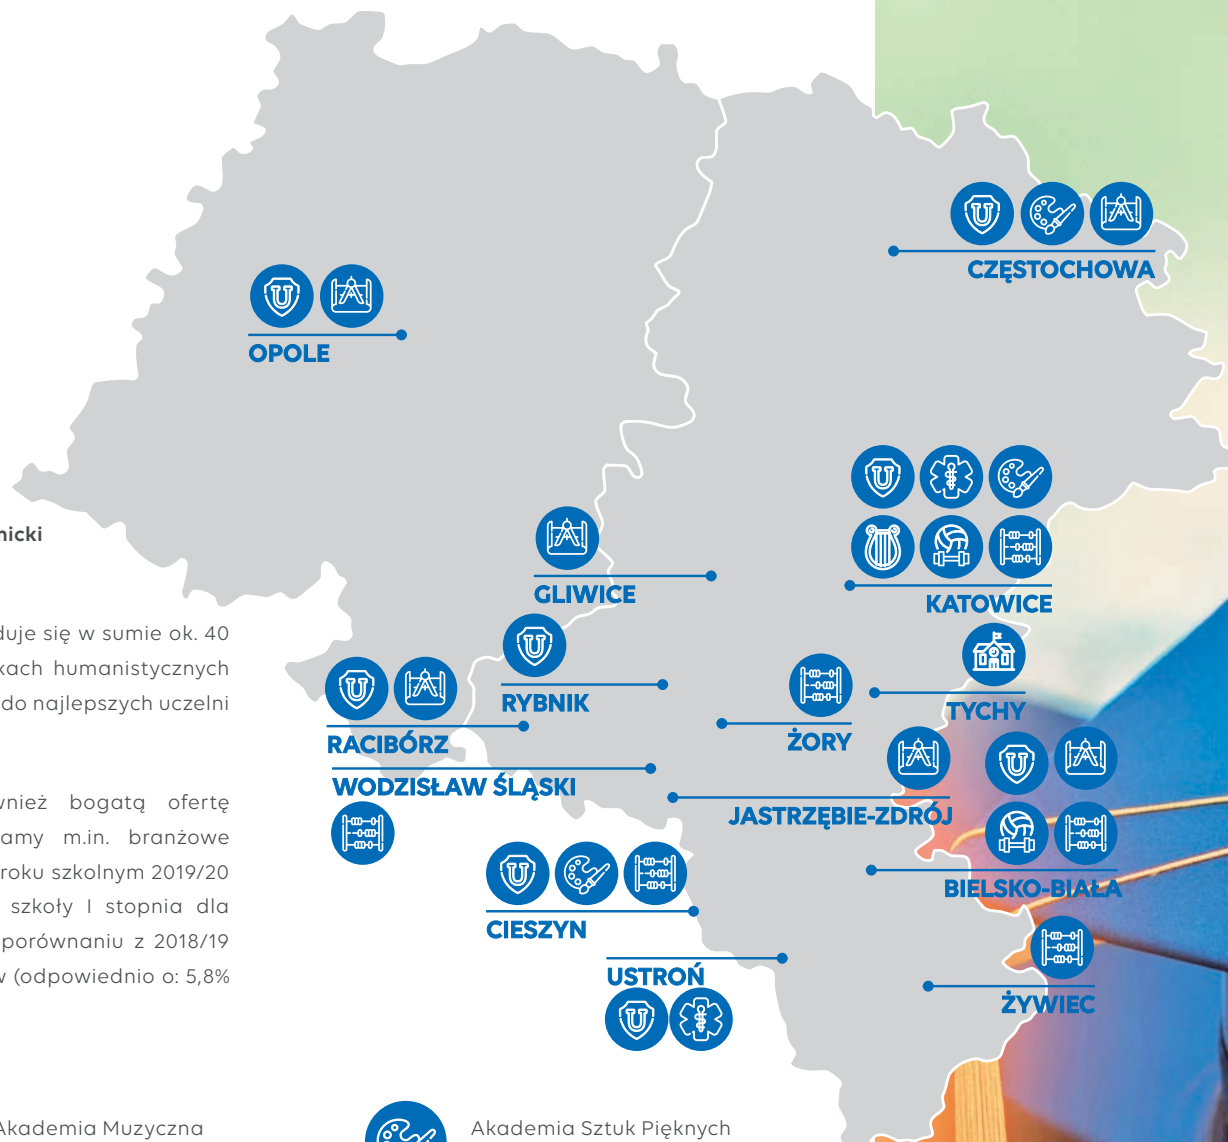 CZĘSTOCHOWA
OPOLE
GLIWICE
KATOWICE
RYBNIK
TYCHY
RACIBÓRZ
ŻORY
WODZISŁAW ŚLĄSKI
JASTRZĘBIE-ZDRÓJ
BIELSKO-BIAŁA
CIESZYN
USTROŃ
ŻYWIEC
nicki
duje się w sumie ok. 40
kach humanistycznych
do najlepszych uczelni
wnież bogatą ofertę
amy m.in. branżowe
roku szkolnym 2019/20
szkoły I stopnia dla
porównaniu z 2018/19
w (odpowiednio o: 5,8%
Akademia Muzyczna
Akademia Sztuk Pięknych